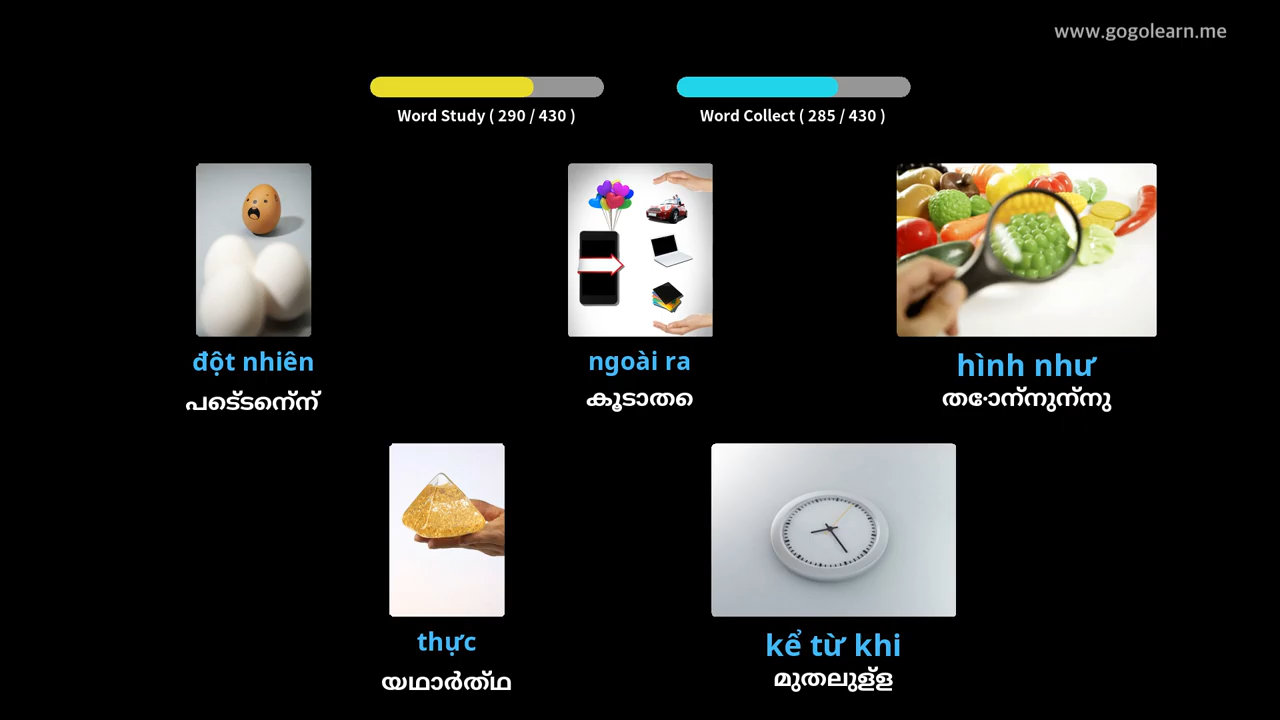 www.gogolearn.me
Word Study ( 290 / 430 )
Word Collect ( 285 / 430 )
đột nhiên
ngoài ra
hình như
പെട്ടെന്ന്
കൂടാതെ
തോന്നുന്നു
thực
kể từ khi
യഥാർത്ഥ
മുതലുള്ള